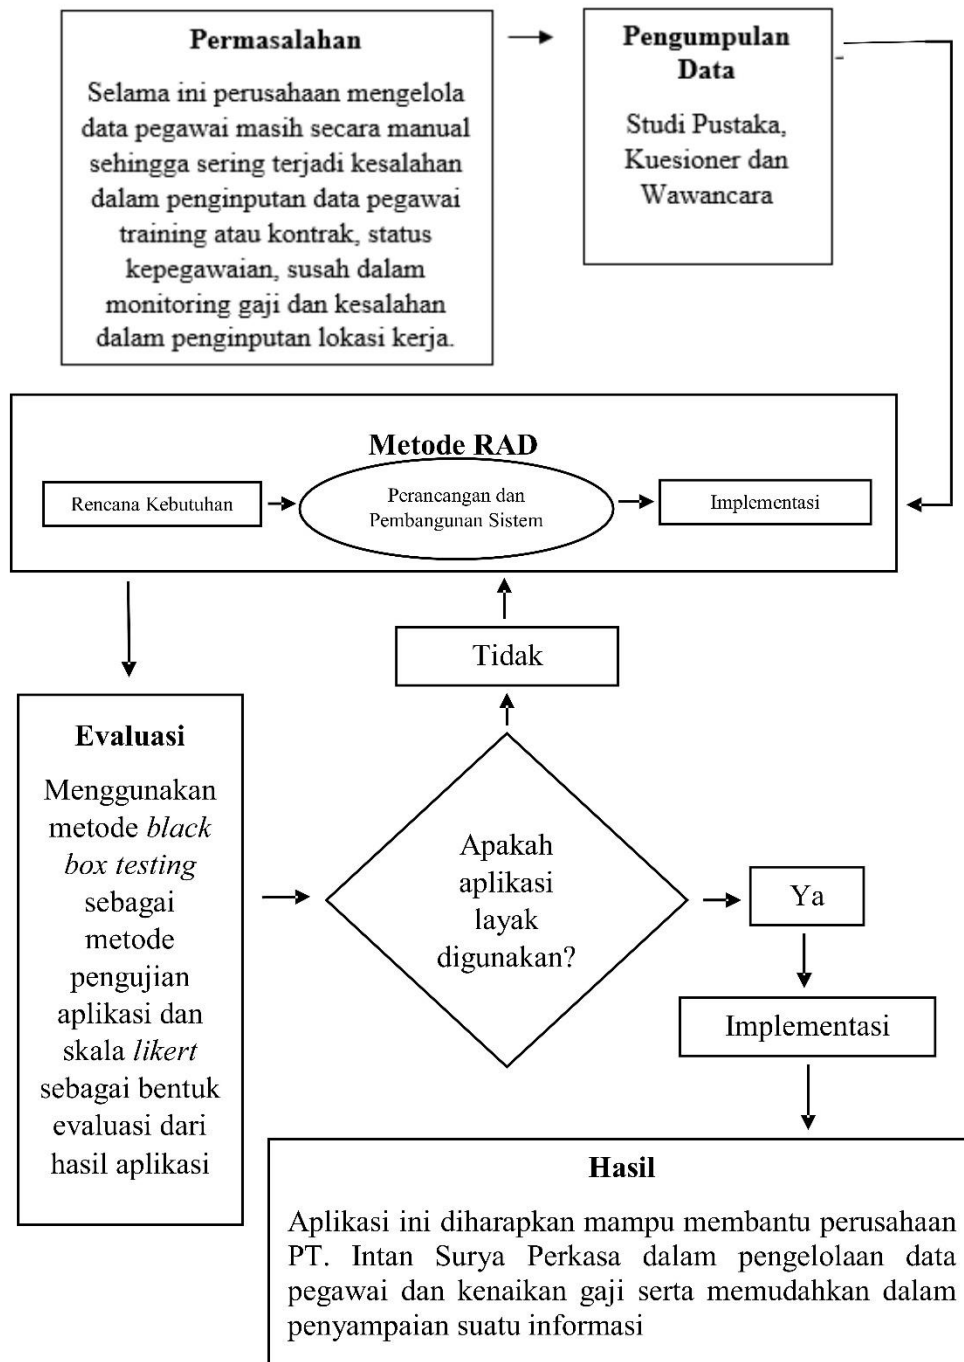 Permasalahan
Selama ini perusahaan mengelola
data pegawai masih secara manual
sehingga sering terjadi kesalahan
dalam penginputan data pegawai
training atau kontrak, status
kepegawaian, susah dalam
monitoring gaji dan kesalahan
dalam penginputan lokasi kerja.
Pengumpulan
Data
Studi Pustaka,
Kuesioner dan
Wawancara
Metode RAD
Rencana Kebutuhan
Perancangan dan
Pembangunan Sistem
Implementasi
Tidak
Evaluasi
Menggunakan
metode black
box testing
sebagai
metode
pengujian
aplikasi dan
skala likert
sebagai bentuk
evaluasi dari
hasil aplikasi
Apakah
aplikasi
layak
digunakan?
Ya
Implementasi
Hasil
Aplikasi ini diharapkan mampu membantu perusahaan
PT. Intan Surya Perkasa dalam pengelolaan data
pegawai dan kenaikan gaji serta memudahkan dalam
penyampaian suatu informasi